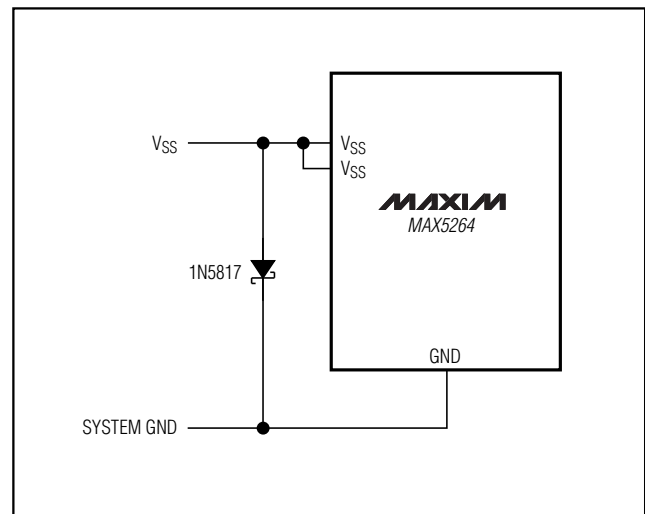 VSS
VSS
VSS
MAXIM
MAX5264
1N5817
GND
SYSTEM GND